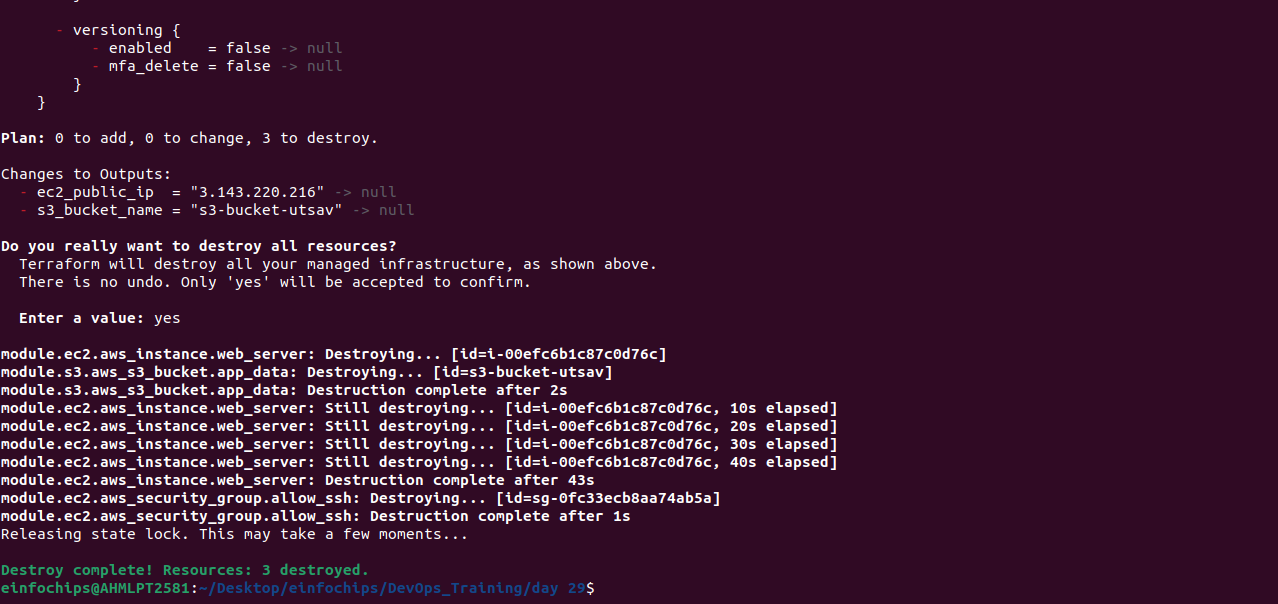 - versioning {
- enabled = false -> null
- mfa_delete = false -> null
}
}
Plan: 0 to add, 0 to change, 3 to destroy.
Changes to Outputs:
- ec2_public_ip = "3.143.220.216" -> null
- s3_bucket_name = "s3-bucket-utsav" -> null
Do you really want to destroy all resources?
Terraform will destroy all your managed infrastructure, as shown above.
There is no undo. Only 'yes' will be accepted to confirm.
Enter a value: yes
module.ec2.aws_instance.web_server: Destroying... [id=i-00efc6b1c87c0d76c]
module.s3.aws_s3_bucket.app_data: Destroying... [id=s3-bucket-utsav]
module.s3.aws_s3_bucket.app_data: Destruction complete after 2s
module.ec2.aws_instance.web_server: Still destroying... [id=i-00efc6b1c87c0d76c, 10s elapsed]
module.ec2.aws_instance.web_server: Still destroying... [id=i-00efc6b1c87c0d76c, 20s elapsed]
module.ec2.aws_instance.web_server: Still destroying... [id=i-00efc6b1c87c0d76c, 30s elapsed]
module.ec2.aws_instance.web_server: Still destroying... [id=i-00efc6b1c87c0d76c, 40s elapsed]
module.ec2.aws_instance.web_server: Destruction complete after 43s
module.ec2.aws_security_group.allow_ssh: Destroying... [id=sg-0fc33ecb8aa74ab5a]
module.ec2.aws_security_group.allow_ssh: Destruction complete after 1s
Releasing state lock. This may take a few moments...
Destroy complete! Resources: 3 destroyed.
einfochips@AHMLPT2581:~/Desktop/einfochips/DevOps_Training/day 29$